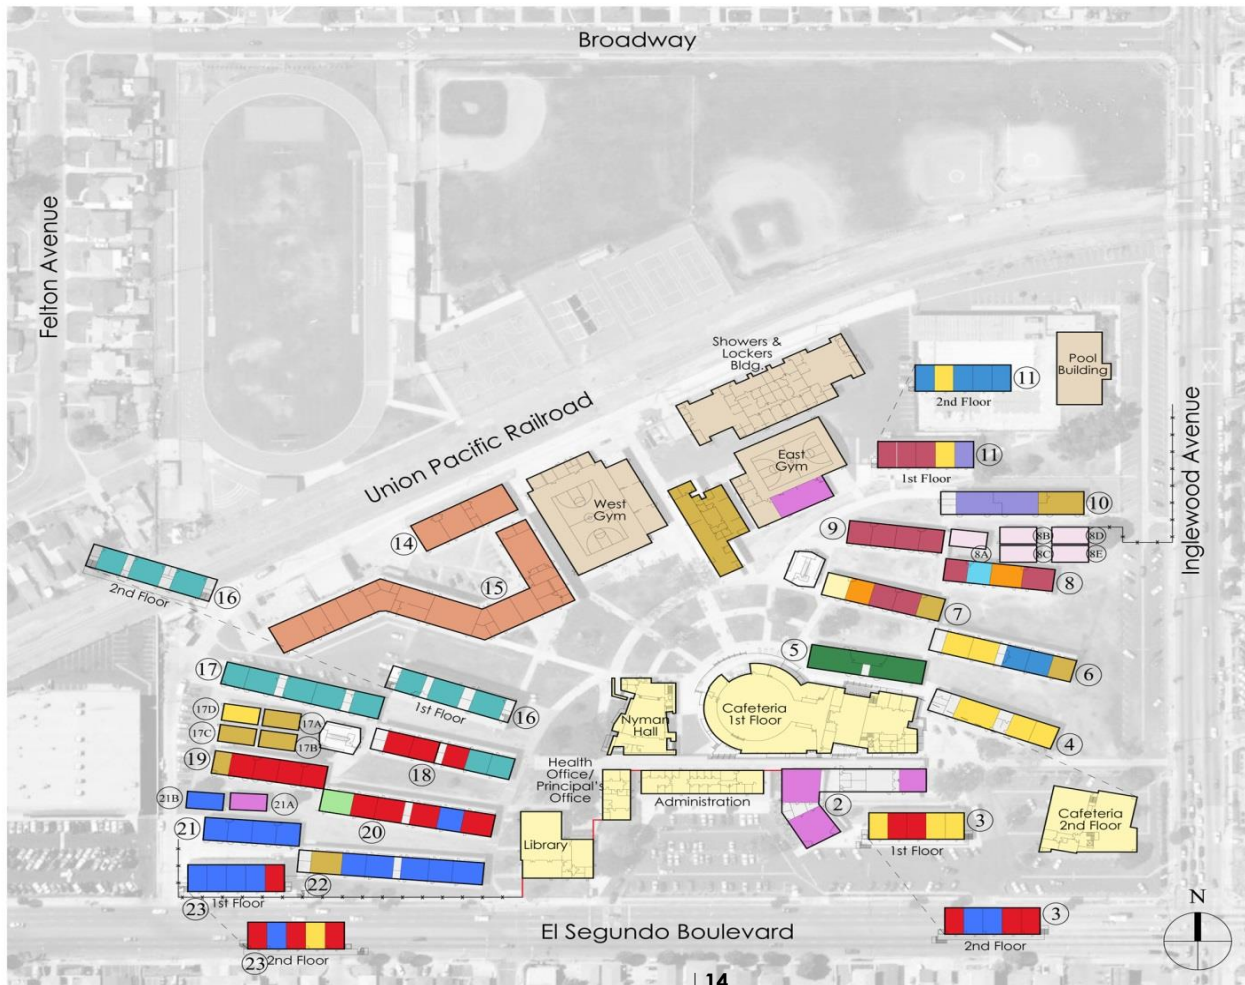 Broadway
Felton Avenue
Union Pacific Railroad
Inglewood Avenue
Showers &
Lockers
Bldg.
Pool
Building
11
2nd Floor
East
Gym
11
1st Floor
West
Gym
10
9
8A
8B
8D
8C
8E
8
14
15
16
2nd Floor
7
5
6
17
16
1st Floor
Nyman
Hall
Cafeteria
1st Floor
4
17D
17A
17C
17B
18
19
Health
Office/
Principal's
Office
Administration
2
21B
21A
20
3
1st Floor
Cafeteria
2nd Floor
21
Library
22
23
1st Floor
23
2nd Floor
El Segundo Boulevard
3
2nd Floor
N
14